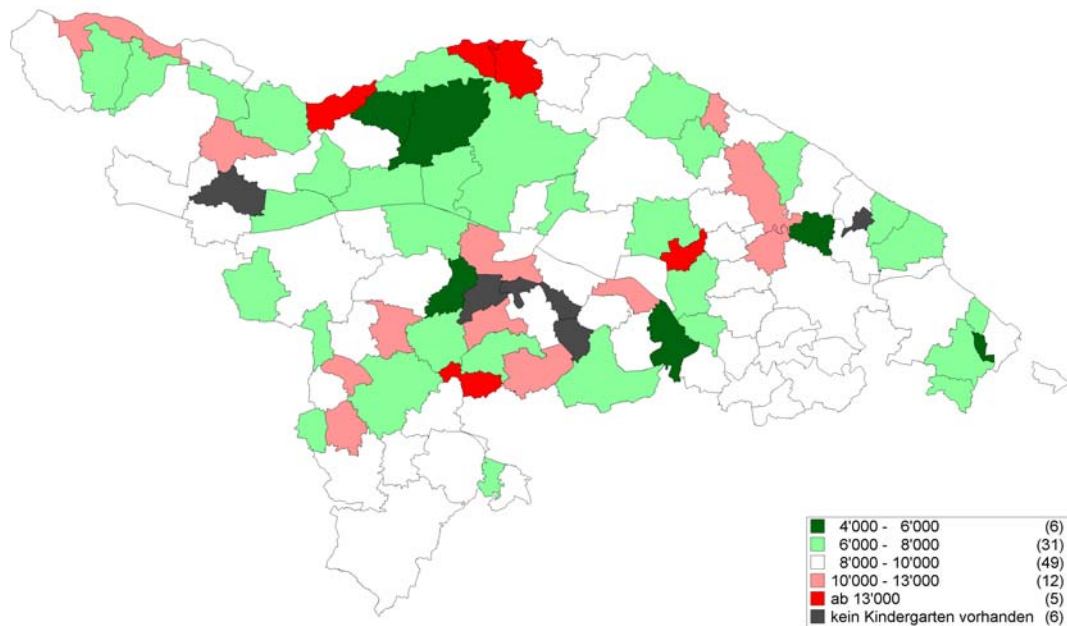 4'000 - 6'000 (6)
6'000 - 8'000 (31)
8'000 - 10'000 (49)
10'000 - 13'000 (12)
ab 13'000 (5)
kein Kindergarten vorhanden (6)